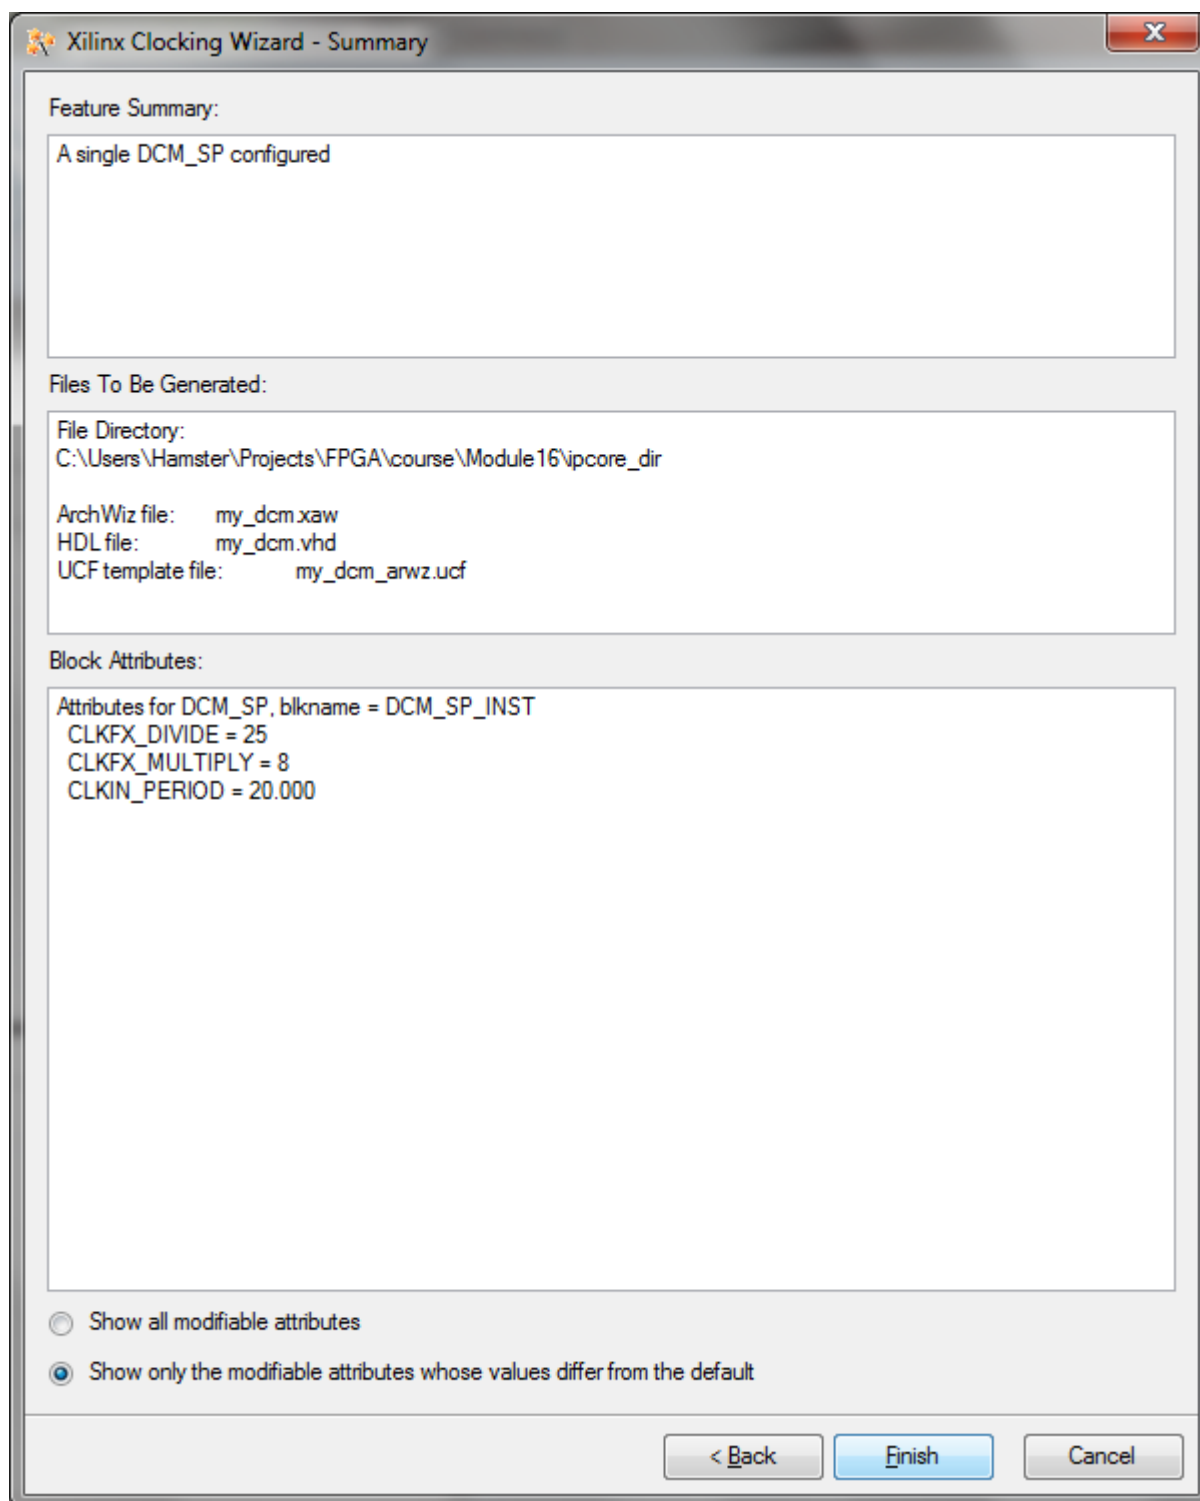 Xilinx Clocking Wizard - Summary
Feature Summary:
A single DCM_SP configured
Files To Be Generated:
File Directory:
C:\Users\Hamster\Projects\FPGA\course\Module16\ipcore_dir
ArchWiz file: my_dcm.xaw
HDL file: my_dcm.vhd
UCF template file: my_dcm_arwz.ucf
Block Attributes:
Attributes for DCM_SP, blkname = DCM_SP_INST
CLKFX_DIVIDE = 25
CLKFX_MULTIPLY = 8
CLKIN_PERIOD = 20.000
Show all modifiable attributes
Show only the modifiable attributes whose values differ from the default
< Back Finish Cancel